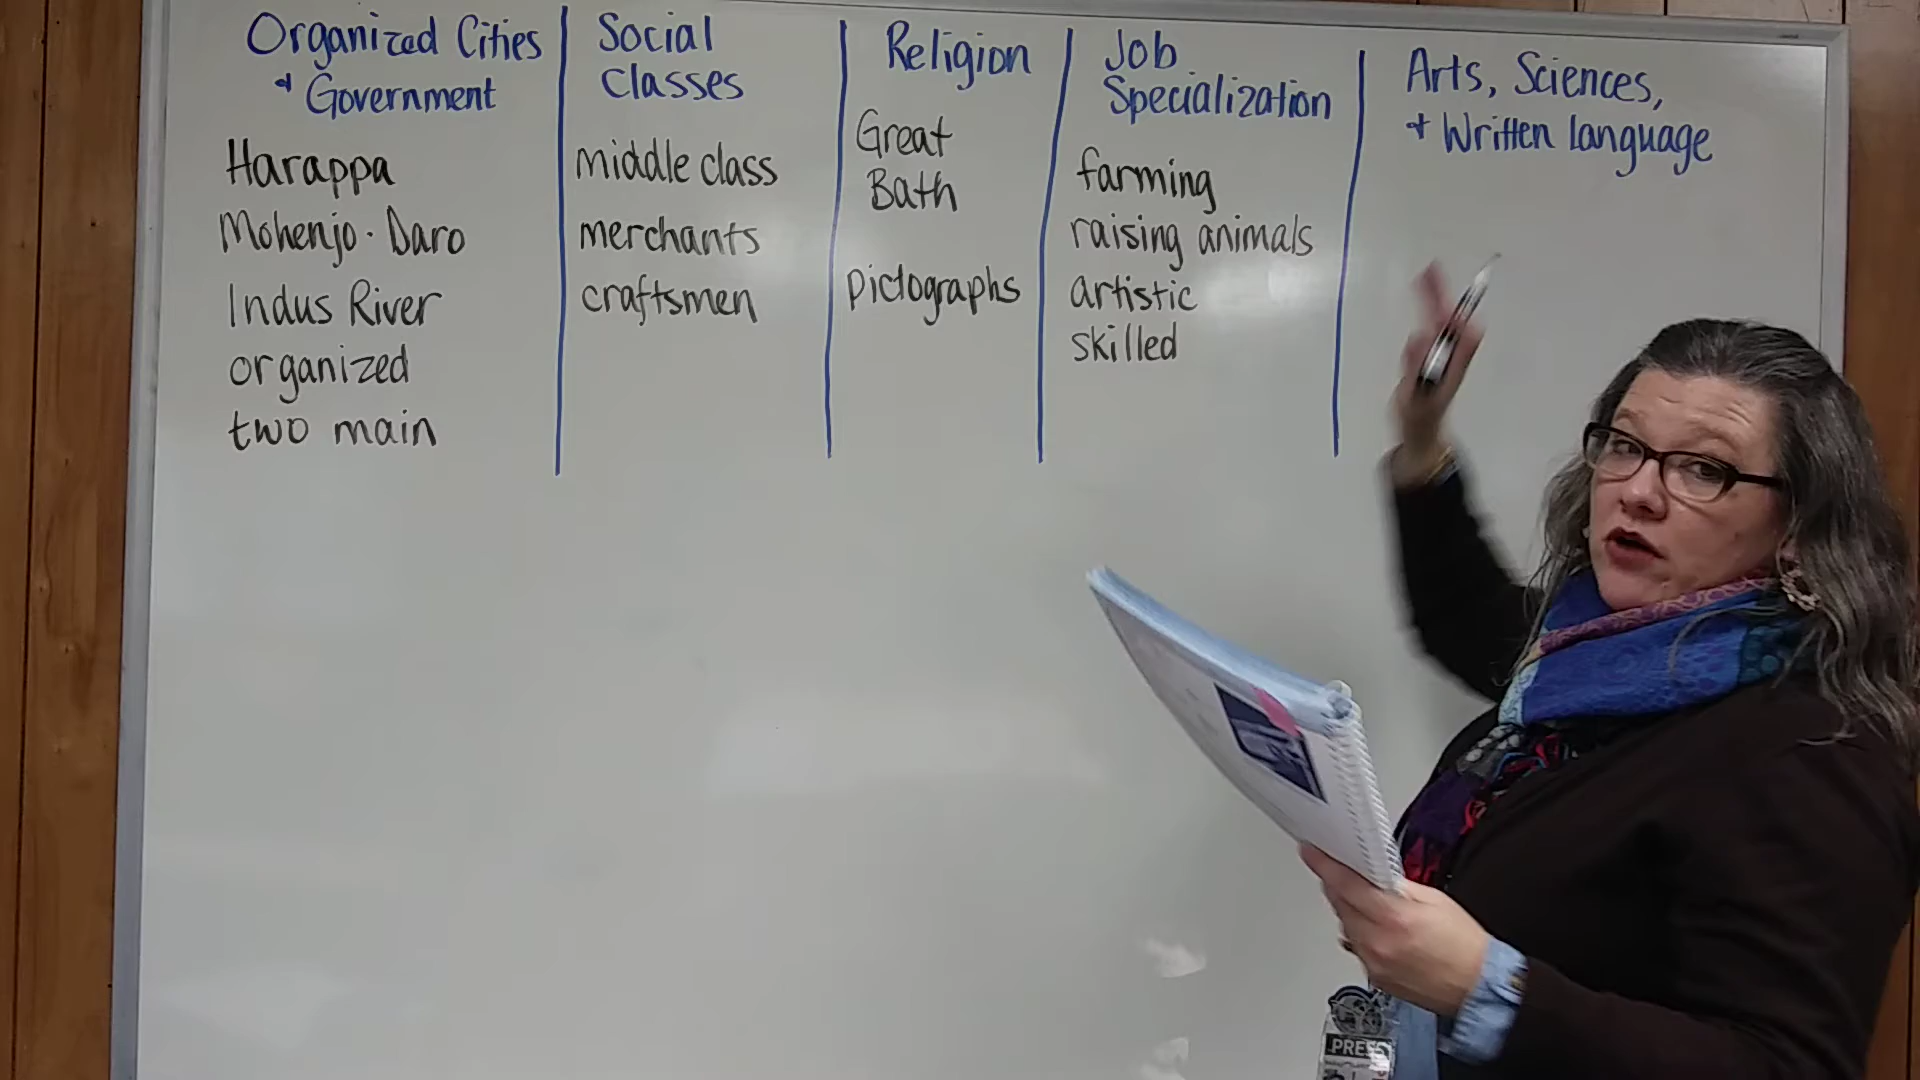 Organized Cities
+ Government
Harappa
Mohenjo-Daro
Indus River
organized
two main
Social
Classes
middle class
merchants
craftsmen
Religion
Great
Bath
pictographs
Job
Specialization
farming
raising animals
artistic
skilled
Arts, Sciences,
+ Written language
PRESS